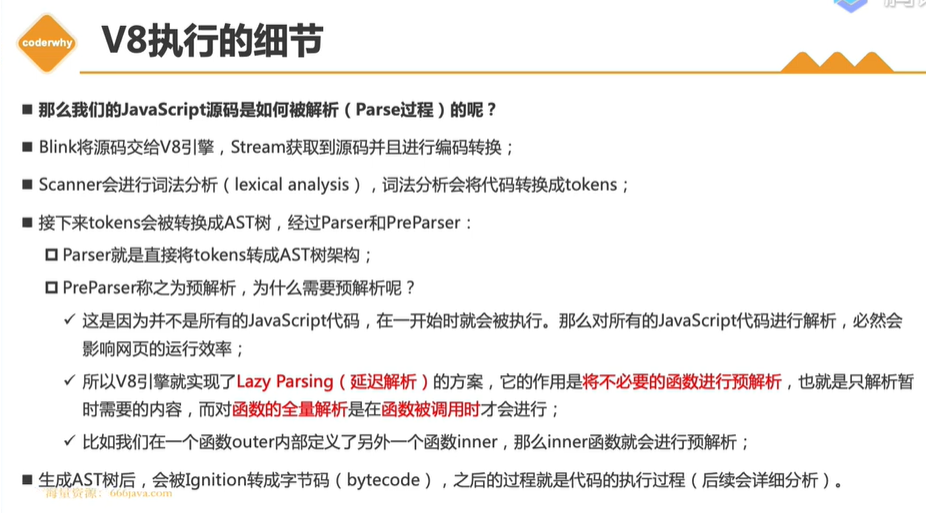 coderwhy
V8执行的细节
■ 那么我们的JavaScript源码是如何被解析（Parse过程）的呢？
■ Blink将源码交给V8引擎，Stream获取到源码并且进行编码转换；
■ Scanner会进行词法分析（lexical analysis），词法分析会将代码转换成tokens；
■ 接下来tokens会被转换成AST树，经过Parser和PreParser：
Parser就是直接将tokens转成AST树架构；
PreParser称之为预解析，为什么需要预解析呢？
✓ 这是因为并不是所有的JavaScript代码，在一开始时就会被执行。那么对所有的JavaScript代码进行解析，必然会
影响网页的运行效率；
✓ 所以V8引擎就实现了Lazy Parsing（延迟解析）的方案，它的作用是将不必要的函数进行预解析，也就是只解析暂
时需要的内容，而对函数的全量解析是在函数被调用时才会进行；
✓ 比如我们在一个函数outer内部定义了另外一个函数inner，那么inner函数就会进行预解析；
■ 生成AST树后，会被Ignition转成字节码（bytecode），之后的过程就是代码的执行过程（后续会详细分析）。
海量资源：666java.com